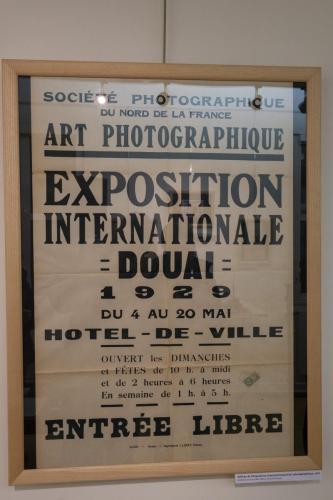 SOCIÉTÉ PHOTOGRAPHIQUE
DU NORD DE LA FRANCE
ART PHOTOGRAPHIQUE
EXPOSITION
INTERNATIONALE
DOUAI
1929
DU 4 AU 20 MAI
HOTEL-DE-VILLE
OUVERT les DIMANCHES
et FÊTES de 10 h. à midi
et de 2 heures à 6 heures
En semaine de 1 h. à 5 h.
ENTRÉE LIBRE